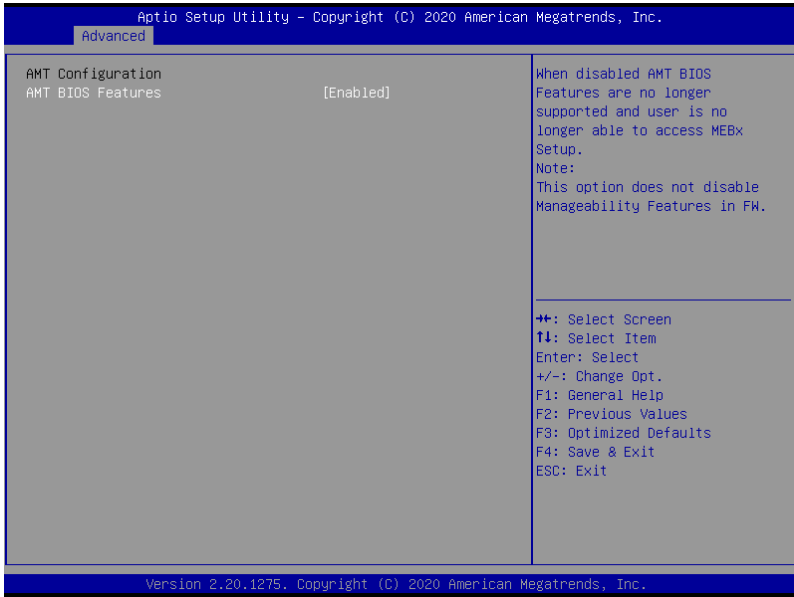 Aptio Setup Utility – Copyright (C) 2020 American Megatrends, Inc.
Advanced
AMT Configuration
AMT BIOS Features [Enabled]
When disabled AMT BIOS
Features are no longer
supported and user is no
longer able to access MEBx
Setup.
Note:
This option does not disable
Manageability Features in FW.
→←: Select Screen
↑↓: Select Item
Enter: Select
+/-: Change Opt.
F1: General Help
F2: Previous Values
F3: Optimized Defaults
F4: Save & Exit
ESC: Exit
Version 2.20.1275. Copyright (C) 2020 American Megatrends, Inc.